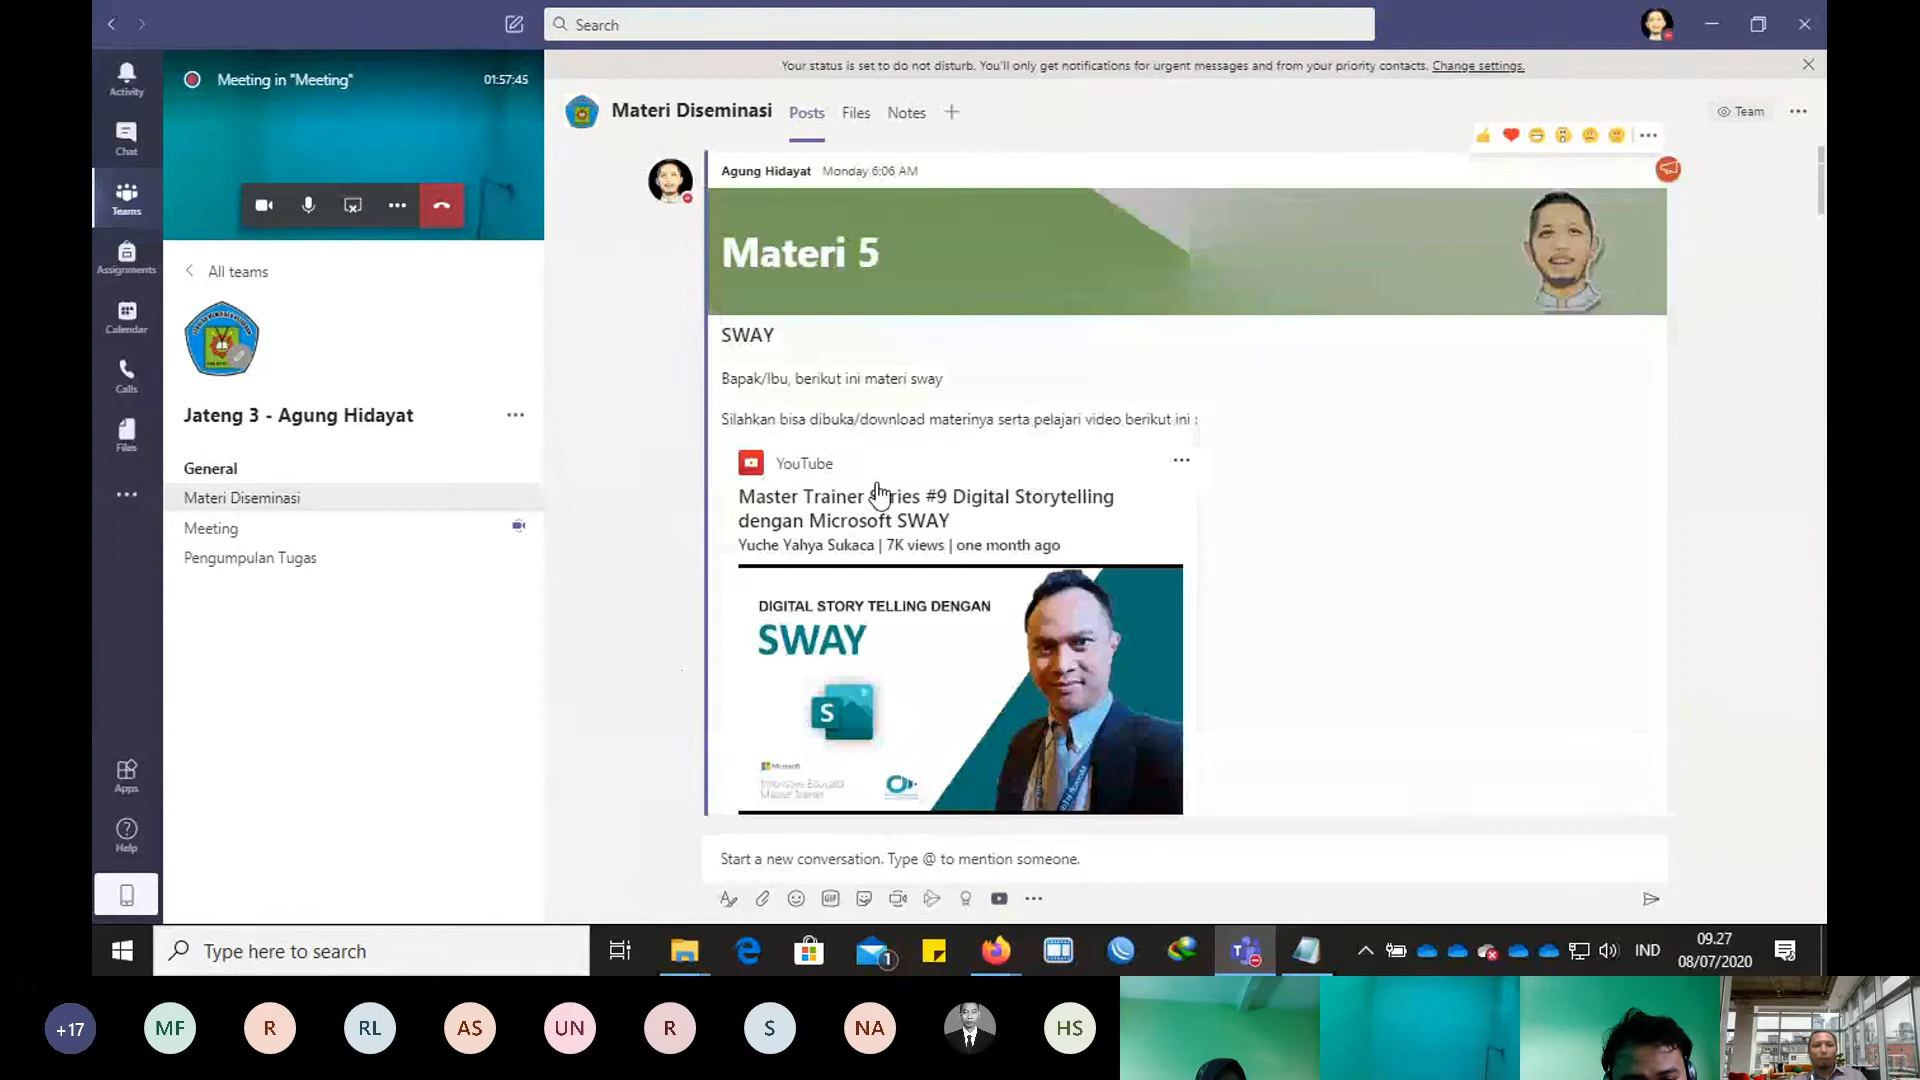 Search
Activity
Chat
Teams
Assignments
Calendar
Calls
Files
Apps
Help
Meeting in "Meeting"
01:57:45
All teams
Jateng 3 - Agung Hidayat
General
Materi Diseminasi
Meeting
Pengumpulan Tugas
Your status is set to do not disturb. You'll only get notifications for urgent messages and from your priority contacts. Change settings.
Materi Diseminasi
Posts
Files
Notes
Team
Agung Hidayat Monday 6:06 AM
Materi 5
SWAY
Bapak/Ibu, berikut ini materi sway
Silahkan bisa dibuka/download materinya serta pelajari video berikut ini :
YouTube
Master Trainer Series #9 Digital Storytelling
dengan Microsoft SWAY
Yuche Yahya Sukaca | 7K views | one month ago
DIGITAL STORY TELLING DENGAN
SWAY
S
Microsoft
Start a new conversation. Type @ to mention someone.
GIF
Type here to search
1
IND
09.27
08/07/2020
+17
MF
R
RL
AS
UN
R
S
NA
HS